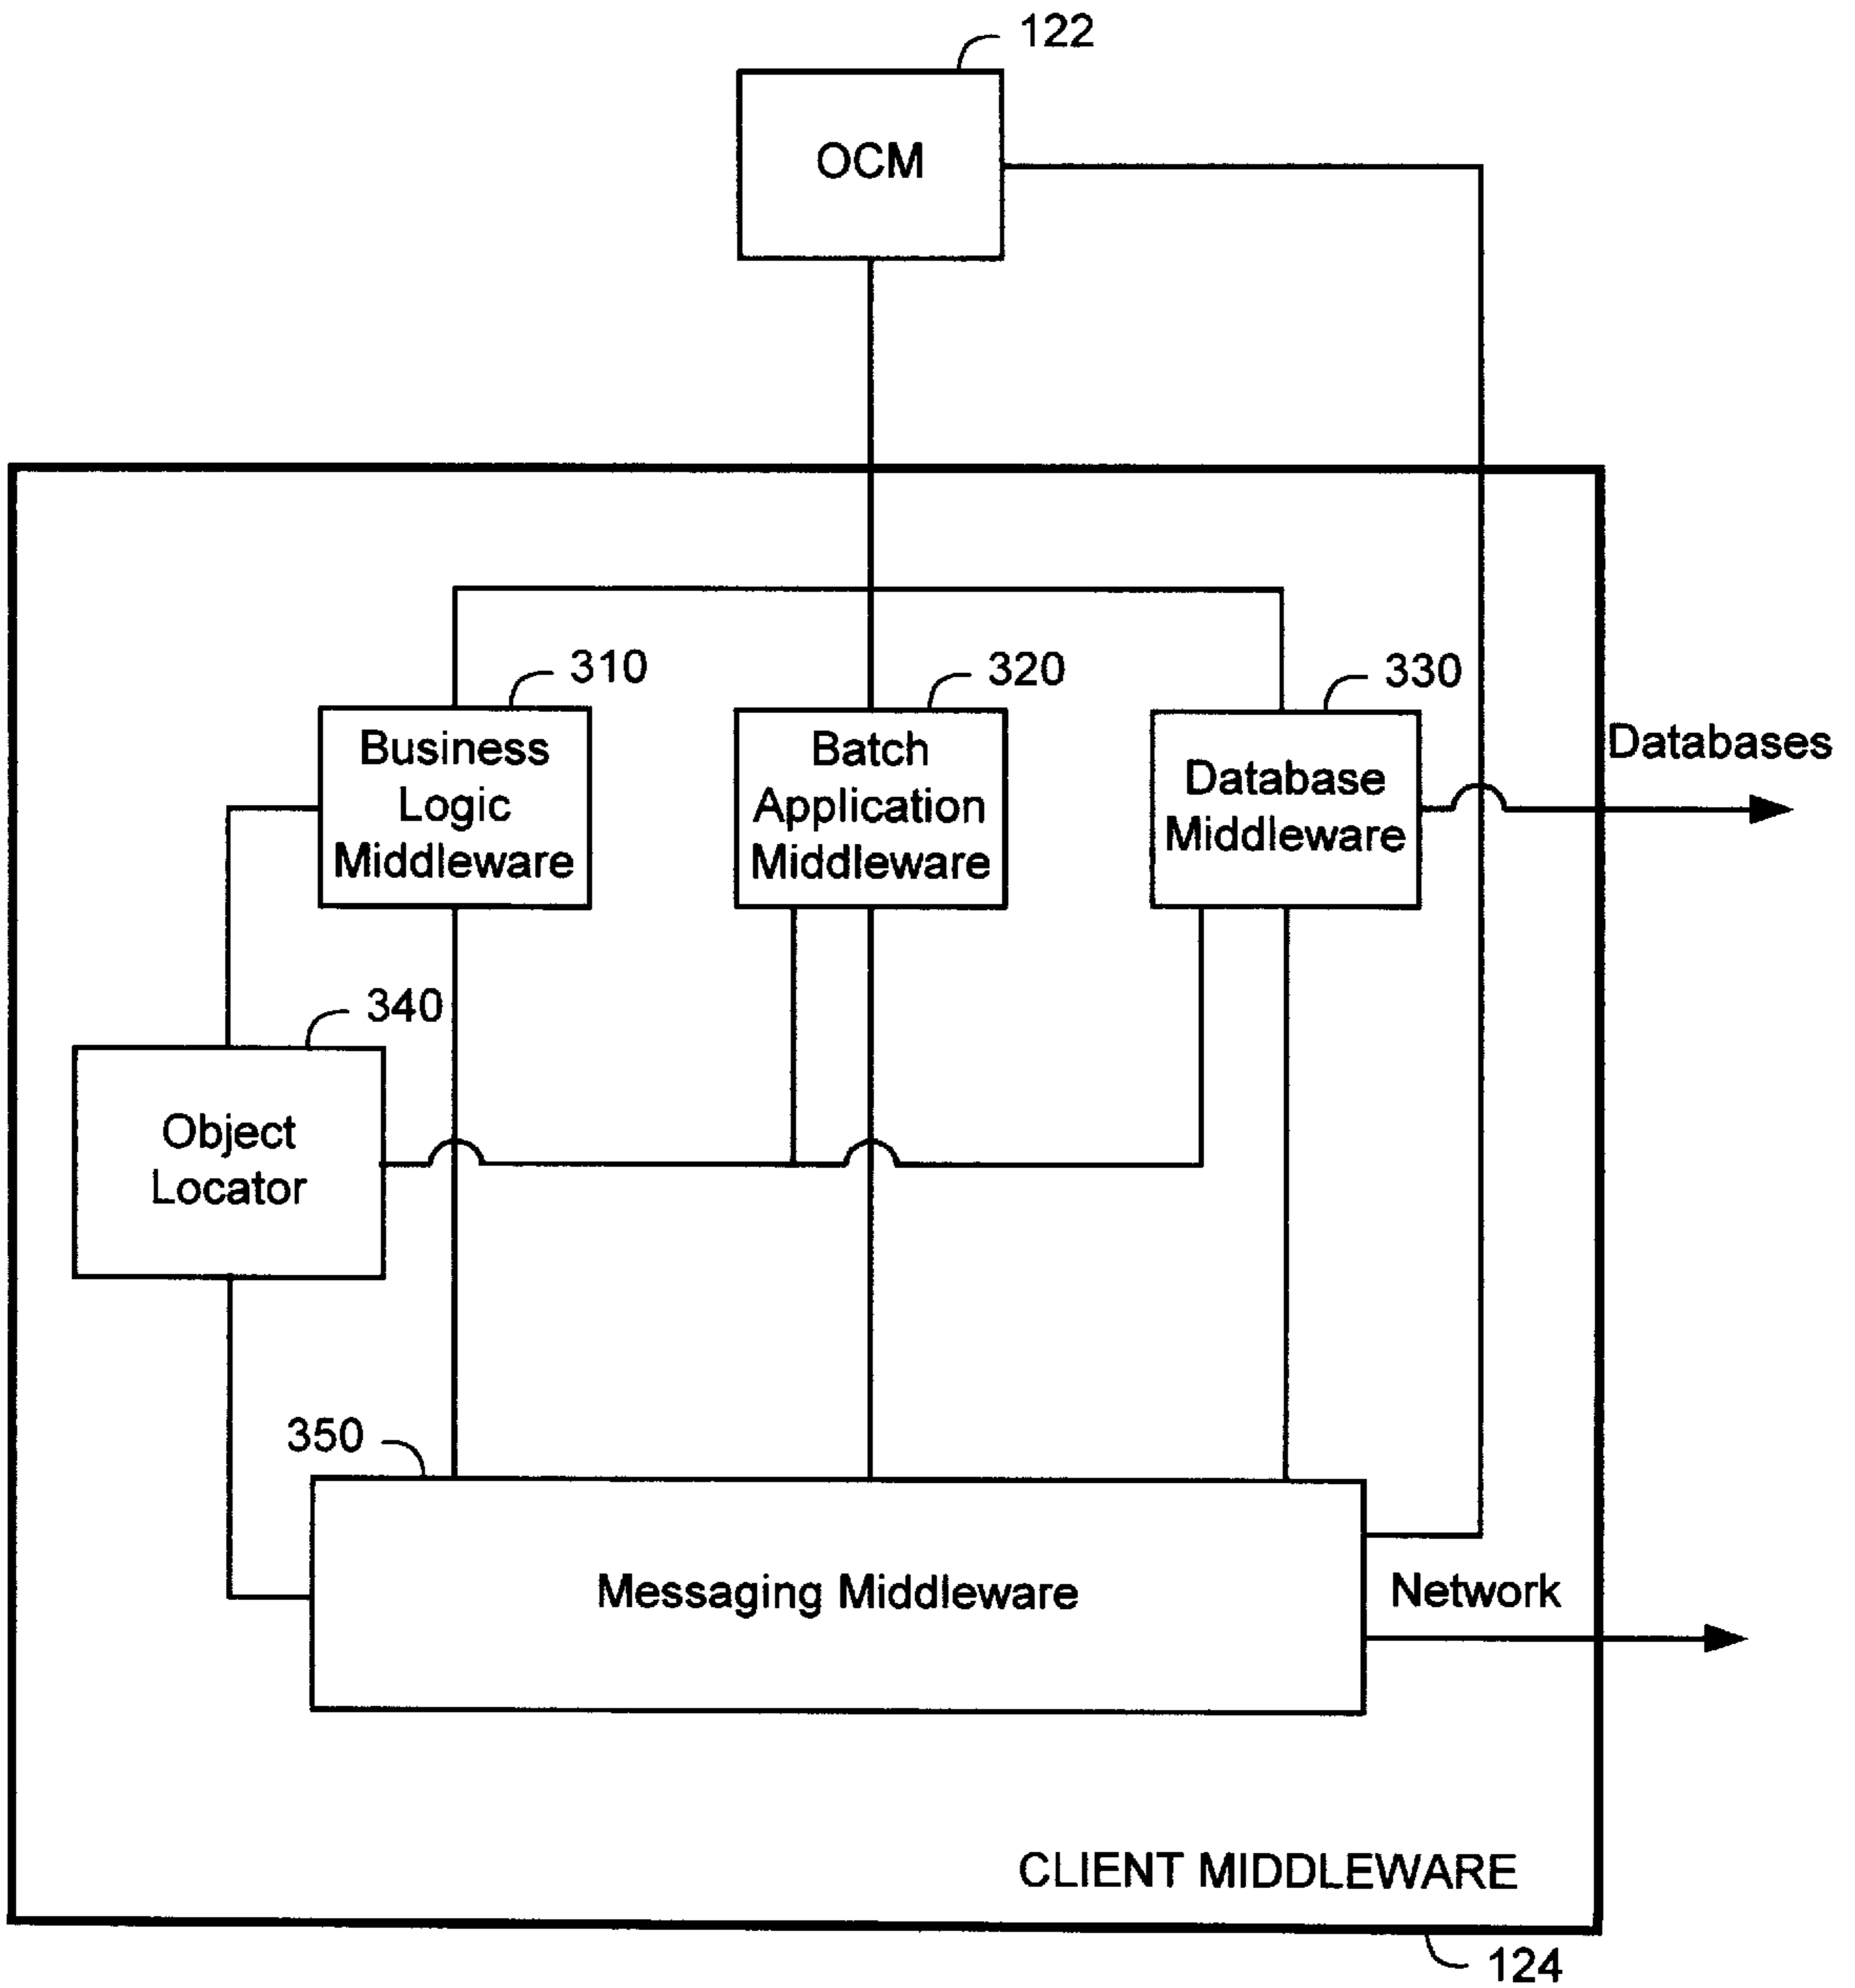 122
OCM
310
320
330
Business
Logic
Middleware
Batch
Application
Middleware
Database
Middleware
Databases
340
Object
Locator
350
Messaging Middleware
Network
CLIENT MIDDLEWARE
124